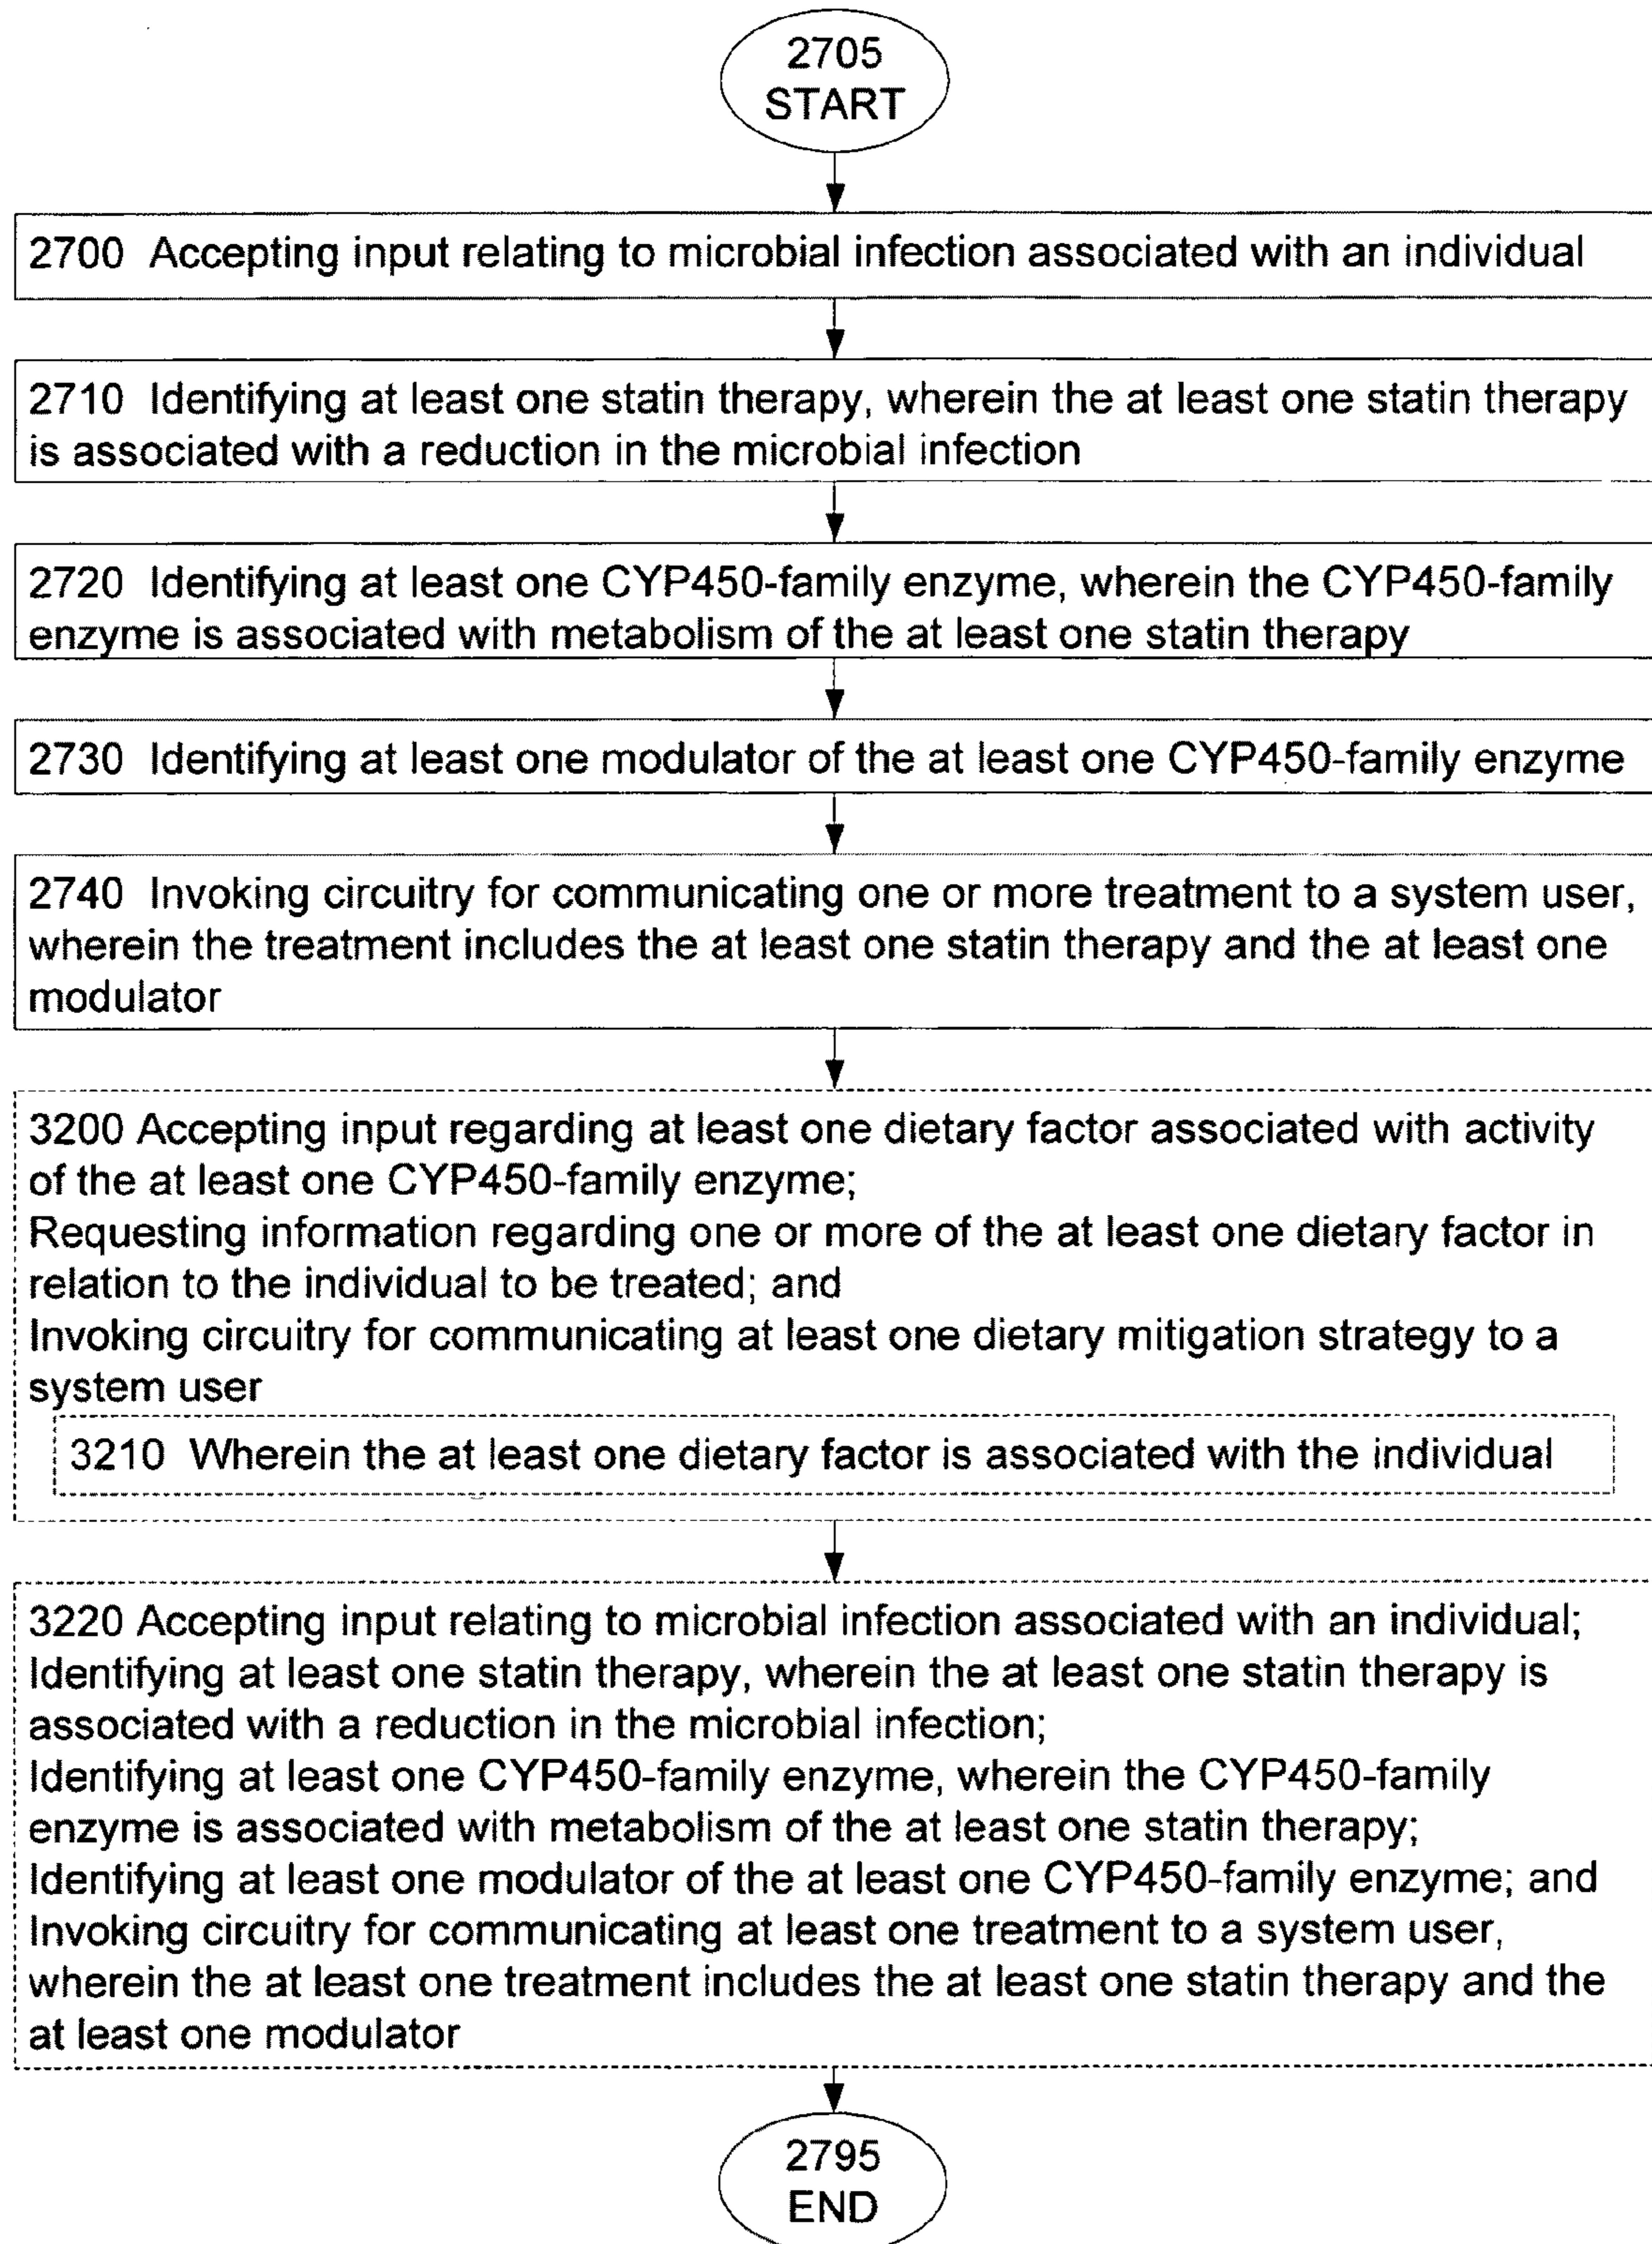 2705
START
2700 Accepting input relating to microbial infection associated with an individual
2710 Identifying at least one statin therapy, wherein the at least one statin therapy
is associated with a reduction in the microbial infection
2720 Identifying at least one CYP450-family enzyme, wherein the CYP450-family
enzyme is associated with metabolism of the at least one statin therapy
2730 Identifying at least one modulator of the at least one CYP450-family enzyme
2740 Invoking circuitry for communicating one or more treatment to a system user,
wherein the treatment includes the at least one statin therapy and the at least one
modulator
3200 Accepting input regarding at least one dietary factor associated with activity
of the at least one CYP450-family enzyme;
Requesting information regarding one or more of the at least one dietary factor in
relation to the individual to be treated; and
Invoking circuitry for communicating at least one dietary mitigation strategy to a
system user
3210 Wherein the at least one dietary factor is associated with the individual
3220 Accepting input relating to microbial infection associated with an individual;
Identifying at least one statin therapy, wherein the at least one statin therapy is
associated with a reduction in the microbial infection;
Identifying at least one CYP450-family enzyme, wherein the CYP450-family
enzyme is associated with metabolism of the at least one statin therapy;
Identifying at least one modulator of the at least one CYP450-family enzyme; and
Invoking circuitry for communicating at least one treatment to a system user,
wherein the at least one treatment includes the at least one statin therapy and the
at least one modulator
2795
END